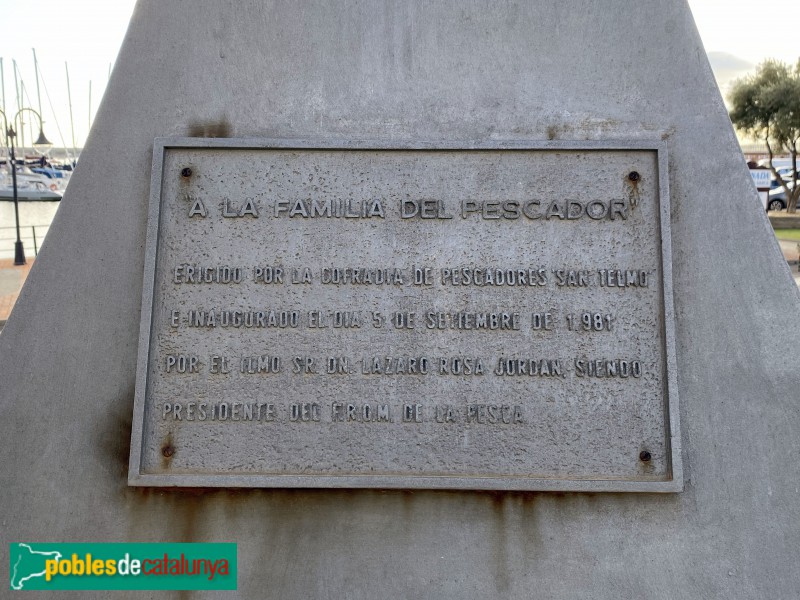 "A LA FAMILIA DEL PESCADOR"
ERIGIDO POR LA COFRADIA DE PESCADORES "SAN TELMO"
E INAUGURADO EL DIA 5 DE SETIEMBRE DE 1.981
POR EL ILMO. SR. DN. LAZARO ROSA JORDAN, SIENDO
PRESIDENTE DEL F.R.O.M. DE LA PESCA
poblesdecatalunya